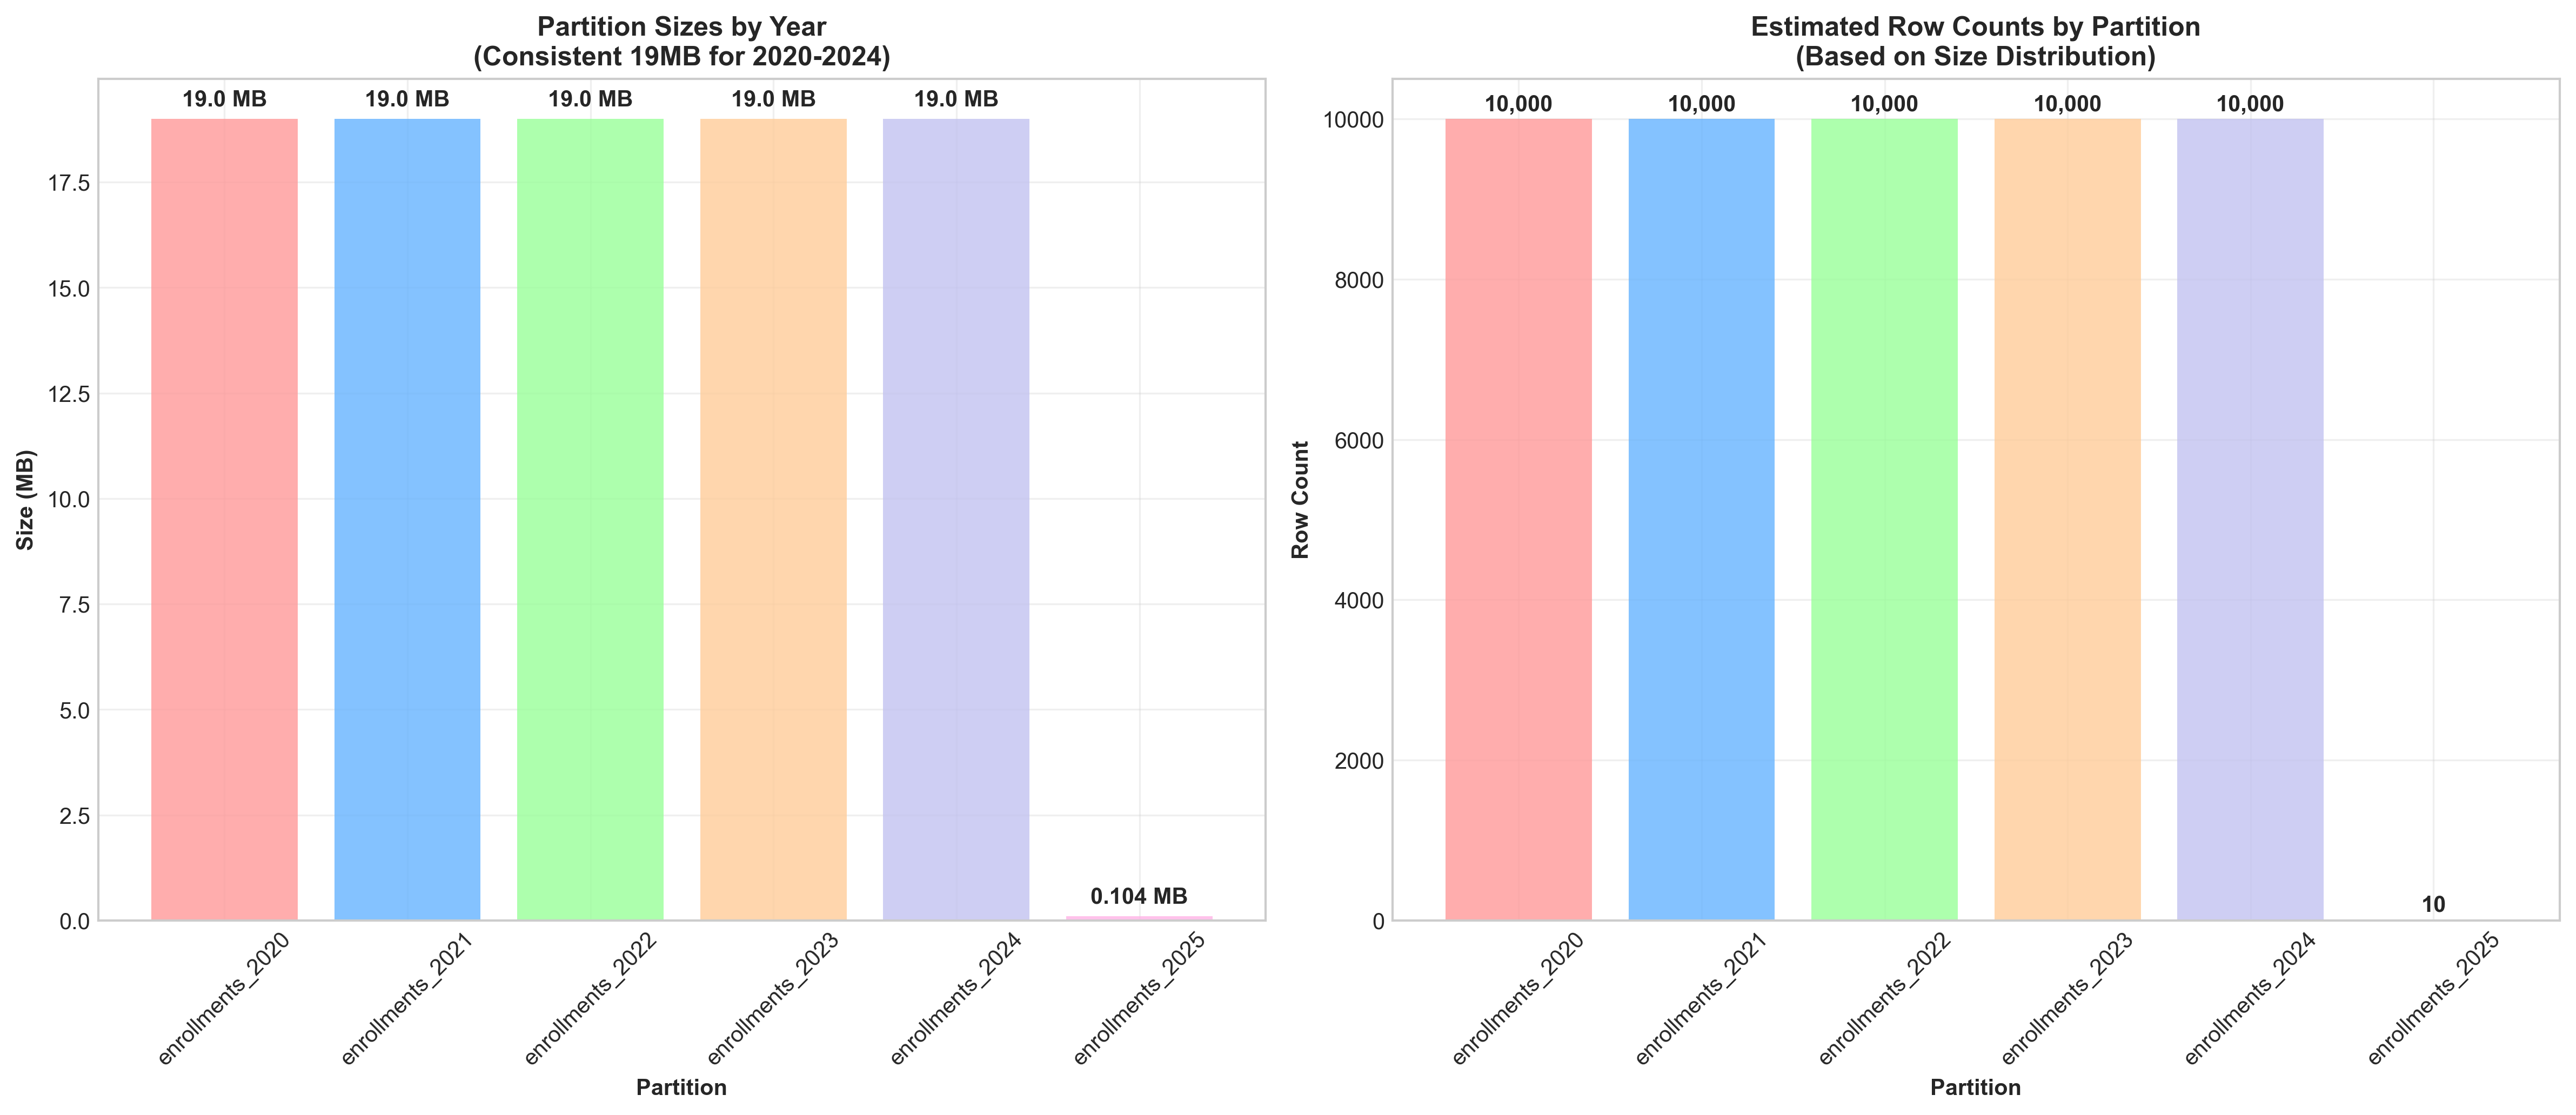 Partition Sizes by Year
(Consistent 19MB for 2020-2024)
19.0 MB
19.0 MB
19.0 MB
19.0 MB
19.0 MB
0.104 MB
17.5
15.0
12.5
10.0
7.5
5.0
2.5
0.0
Size (MB)
enrollments_2020
enrollments_2021
enrollments_2022
enrollments_2023
enrollments_2024
enrollments_2025
Partition
Estimated Row Counts by Partition
(Based on Size Distribution)
10,000
10,000
10,000
10,000
10,000
10
10000
8000
6000
4000
2000
0
Row Count
enrollments_2020
enrollments_2021
enrollments_2022
enrollments_2023
enrollments_2024
enrollments_2025
Partition